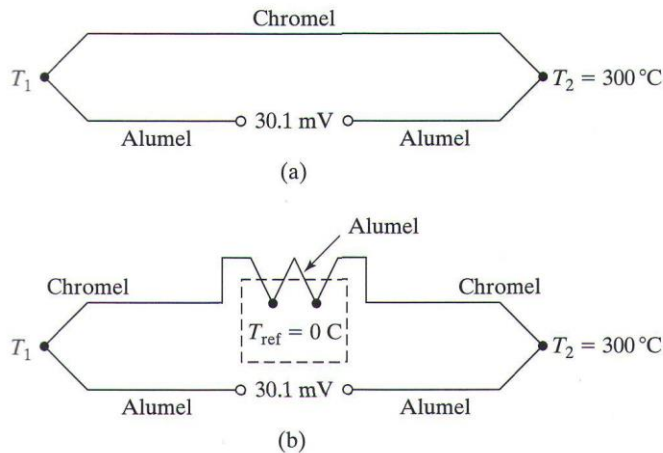 Chromel
T₁
T₂ = 300 °C
30.1 mV
Alumel
Alumel
(a)
Alumel
Chromel
Chromel
T_ref = 0 C
T₁
T₂ = 300 °C
30.1 mV
Alumel
Alumel
(b)